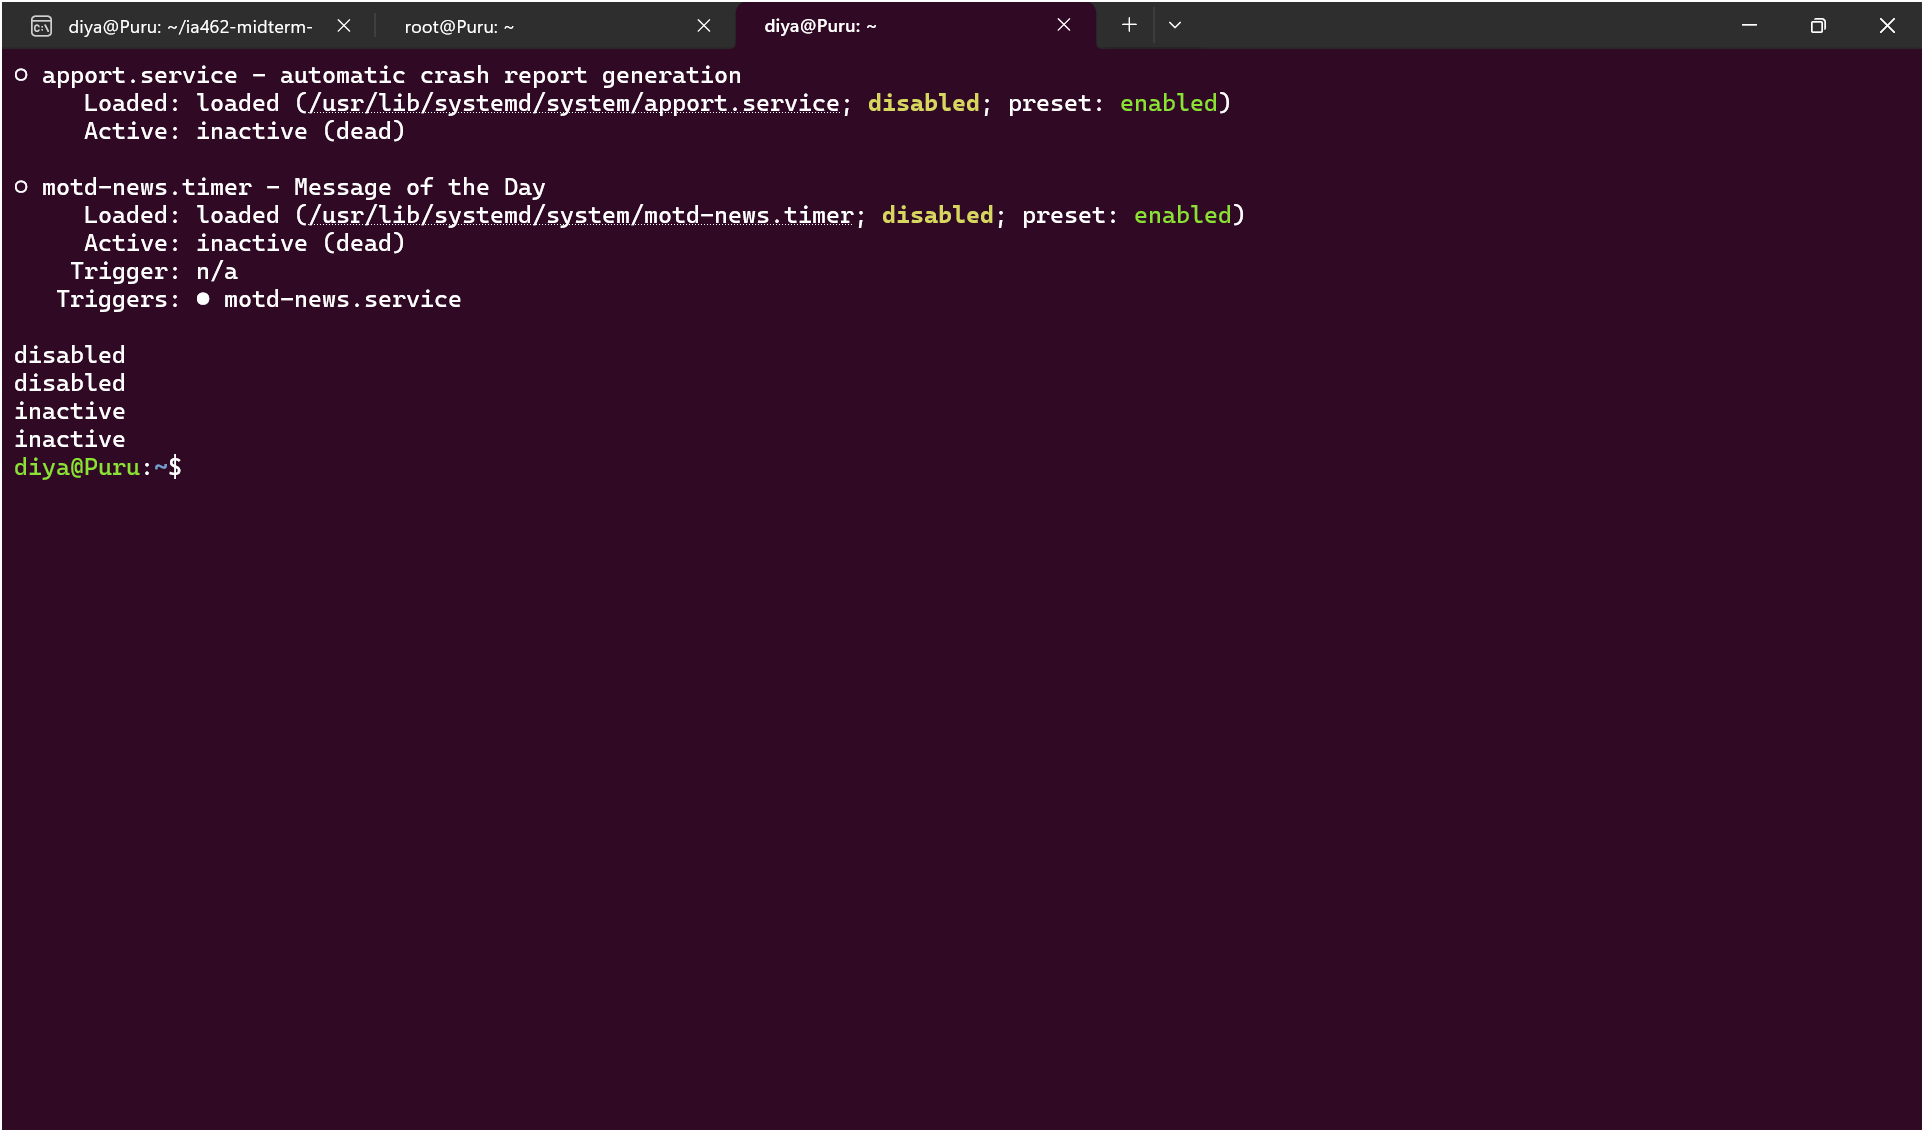 diya@Puru: ~/ia462-midterm-
root@Puru: ~
diya@Puru: ~
○ apport.service - automatic crash report generation
     Loaded: loaded (/usr/lib/systemd/system/apport.service; disabled; preset: enabled)
     Active: inactive (dead)
○ motd-news.timer - Message of the Day
     Loaded: loaded (/usr/lib/systemd/system/motd-news.timer; disabled; preset: enabled)
     Active: inactive (dead)
    Trigger: n/a
   Triggers: ● motd-news.service
disabled
disabled
inactive
inactive
diya@Puru:~$